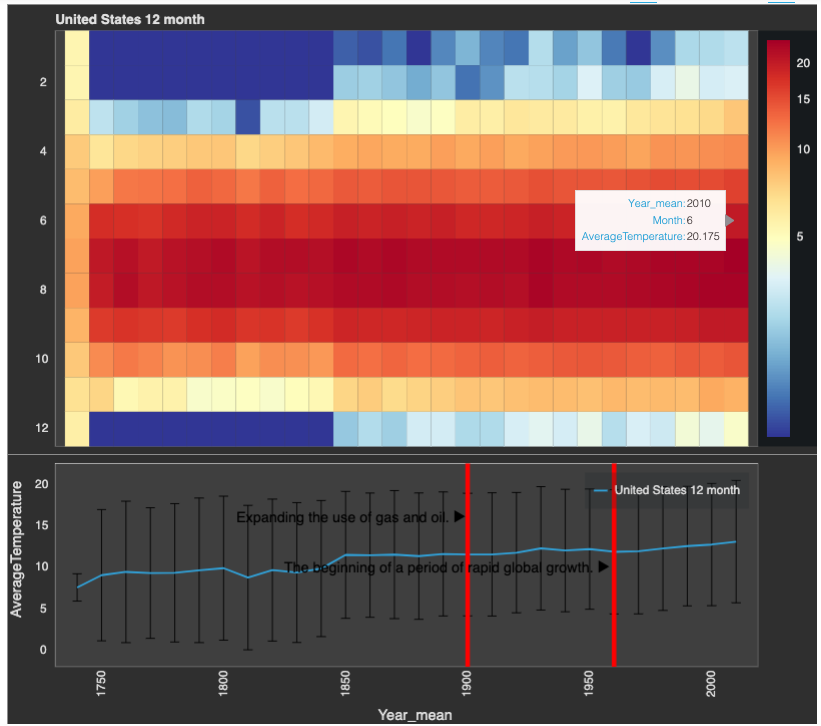 United States 12 month
2
4
6
8
10
12
20
15
10
5
Year_mean: 2010
Month: 6
AverageTemperature: 20.175
United States 12 month
Expanding the use of gas and oil.
The beginning of a period of rapid global growth.
AverageTemperature
20
15
10
5
0
1750
1800
1850
1900
1950
2000
Year_mean